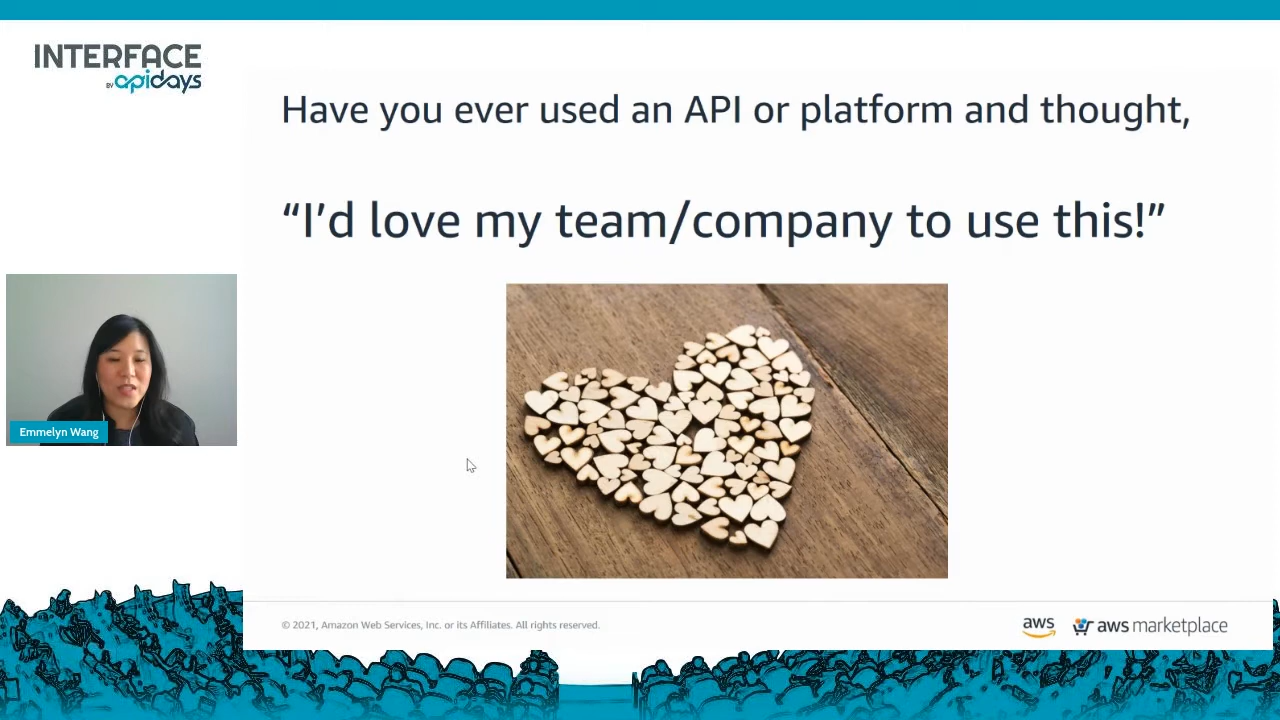 INTERFACE
BY apidays
Have you ever used an API or platform and thought,
“I’d love my team/company to use this!”
Emmelyn Wang
© 2021, Amazon Web Services, Inc. or its Affiliates. All rights reserved.
aws
aws marketplace